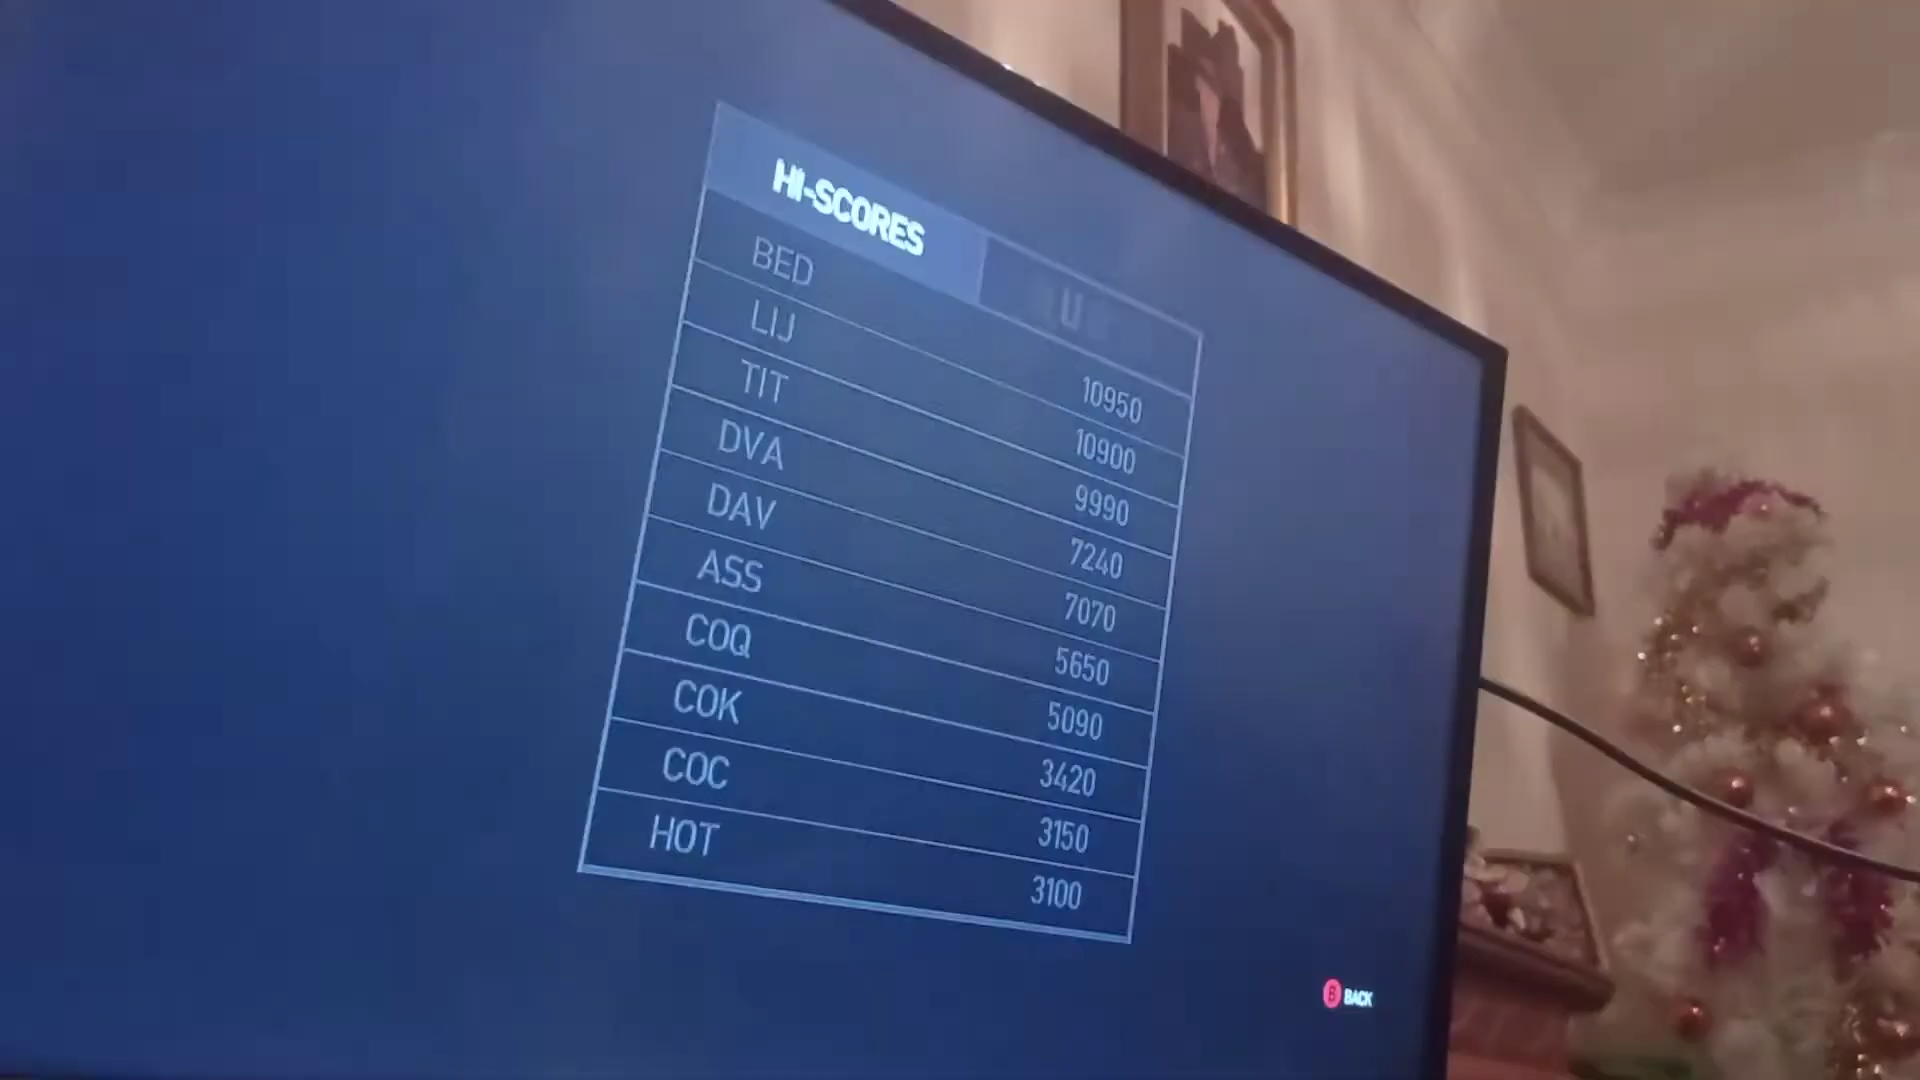 HI-SCORES
BED 10950
LIJ 10900
TIT 9990
DVA 7240
DAV 7070
ASS 5650
COQ 5090
COK 3420
COC 3150
HOT 3100
B BACK